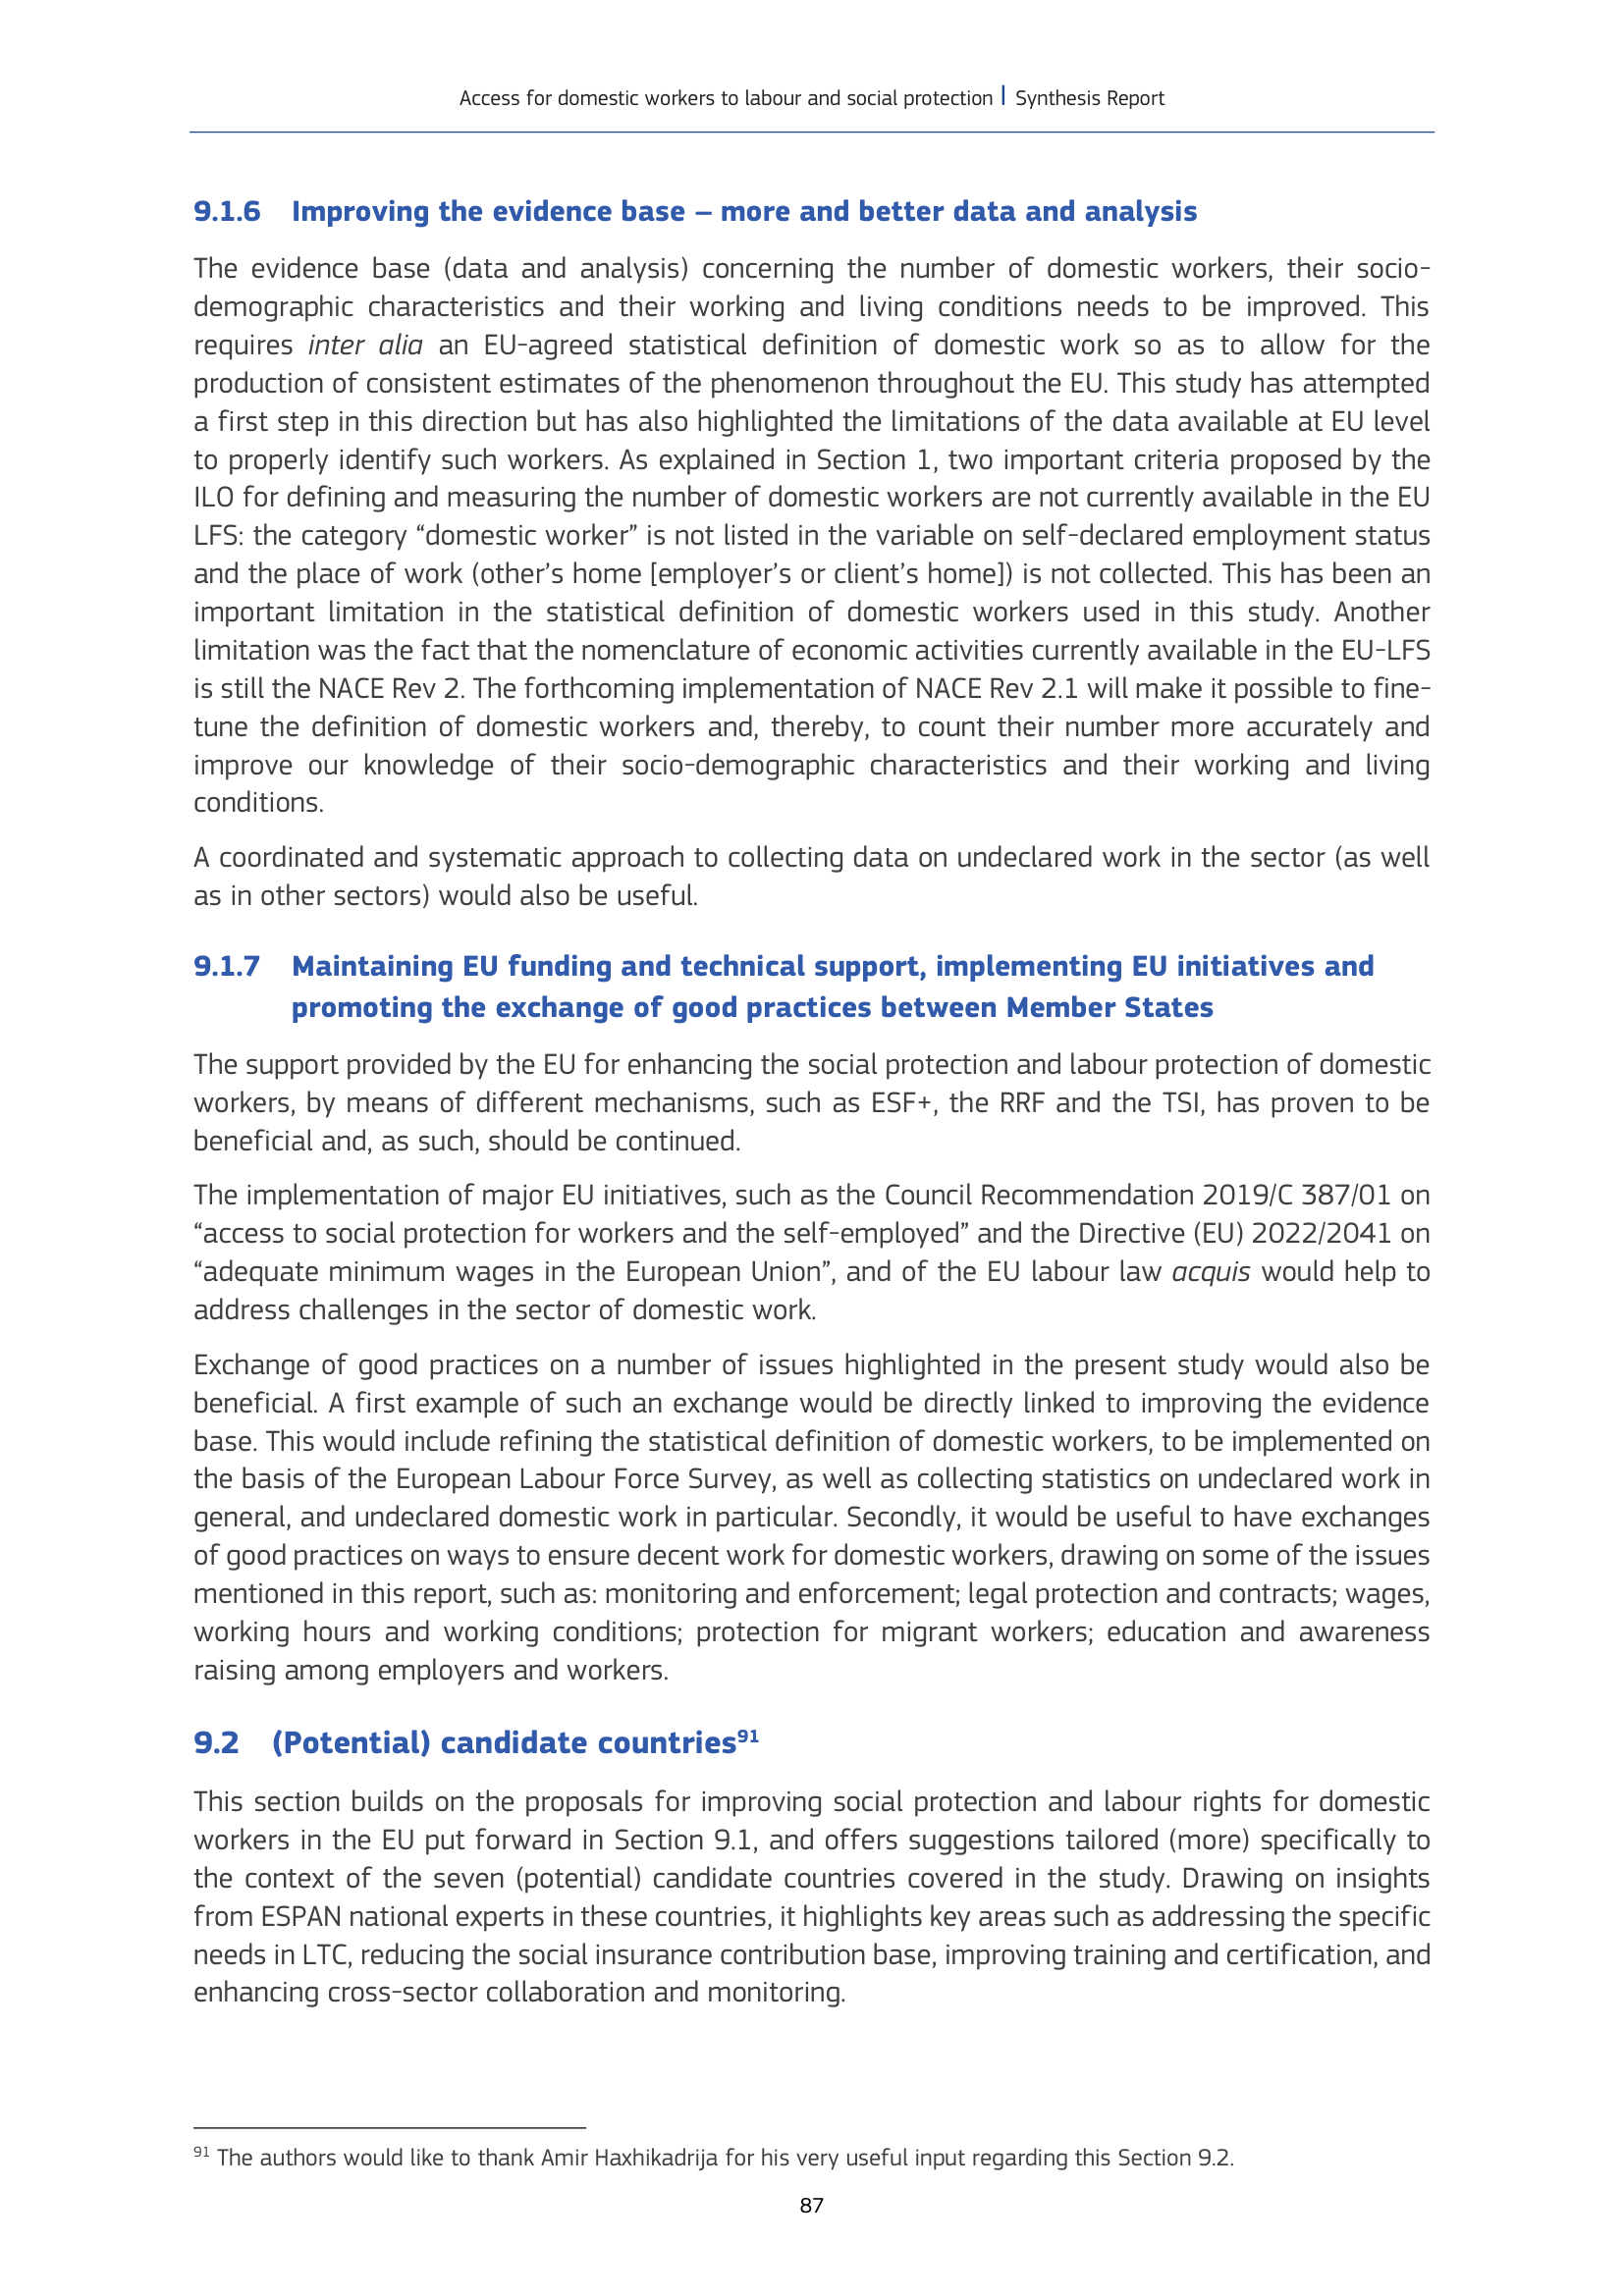 Access for domestic workers to labour and social protection | Synthesis Report
9.1.6 Improving the evidence base – more and better data and analysis
The evidence base (data and analysis) concerning the number of domestic workers, their socio-
demographic characteristics and their working and living conditions needs to be improved. This
requires inter alia an EU-agreed statistical definition of domestic work so as to allow for the
production of consistent estimates of the phenomenon throughout the EU. This study has attempted
a first step in this direction but has also highlighted the limitations of the data available at EU level
to properly identify such workers. As explained in Section 1, two important criteria proposed by the
ILO for defining and measuring the number of domestic workers are not currently available in the EU
LFS: the category “domestic worker” is not listed in the variable on self-declared employment status
and the place of work (other’s home [employer’s or client’s home]) is not collected. This has been an
important limitation in the statistical definition of domestic workers used in this study. Another
limitation was the fact that the nomenclature of economic activities currently available in the EU-LFS
is still the NACE Rev 2. The forthcoming implementation of NACE Rev 2.1 will make it possible to fine-
tune the definition of domestic workers and, thereby, to count their number more accurately and
improve our knowledge of their socio-demographic characteristics and their working and living
conditions.
A coordinated and systematic approach to collecting data on undeclared work in the sector (as well
as in other sectors) would also be useful.
9.1.7 Maintaining EU funding and technical support, implementing EU initiatives and
promoting the exchange of good practices between Member States
The support provided by the EU for enhancing the social protection and labour protection of domestic
workers, by means of different mechanisms, such as ESF+, the RRF and the TSI, has proven to be
beneficial and, as such, should be continued.
The implementation of major EU initiatives, such as the Council Recommendation 2019/C 387/01 on
“access to social protection for workers and the self-employed” and the Directive (EU) 2022/2041 on
“adequate minimum wages in the European Union”, and of the EU labour law acquis would help to
address challenges in the sector of domestic work.
Exchange of good practices on a number of issues highlighted in the present study would also be
beneficial. A first example of such an exchange would be directly linked to improving the evidence
base. This would include refining the statistical definition of domestic workers, to be implemented on
the basis of the European Labour Force Survey, as well as collecting statistics on undeclared work in
general, and undeclared domestic work in particular. Secondly, it would be useful to have exchanges
of good practices on ways to ensure decent work for domestic workers, drawing on some of the issues
mentioned in this report, such as: monitoring and enforcement; legal protection and contracts; wages,
working hours and working conditions; protection for migrant workers; education and awareness
raising among employers and workers.
9.2 (Potential) candidate countries91
This section builds on the proposals for improving social protection and labour rights for domestic
workers in the EU put forward in Section 9.1, and offers suggestions tailored (more) specifically to
the context of the seven (potential) candidate countries covered in the study. Drawing on insights
from ESPAN national experts in these countries, it highlights key areas such as addressing the specific
needs in LTC, reducing the social insurance contribution base, improving training and certification, and
enhancing cross-sector collaboration and monitoring.
91 The authors would like to thank Amir Haxhikadrija for his very useful input regarding this Section 9.2.
87